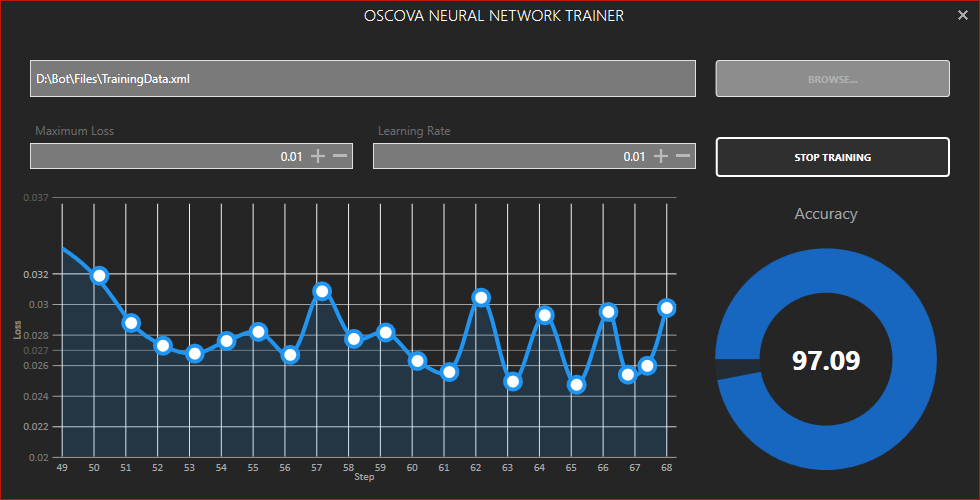 OSCOVA NEURAL NETWORK TRAINER
D:\Bot\Files\TrainingData.xml
BROWSE...
Maximum Loss
Learning Rate
0.01
0.01
STOP TRAINING
Accuracy
97.09
Loss
0.037
0.032
0.03
0.028
0.027
0.026
0.024
0.022
0.02
49 50 51 52 53 54 55 56 57 58 59 60 61 62 63 64 65 66 67 68
Step